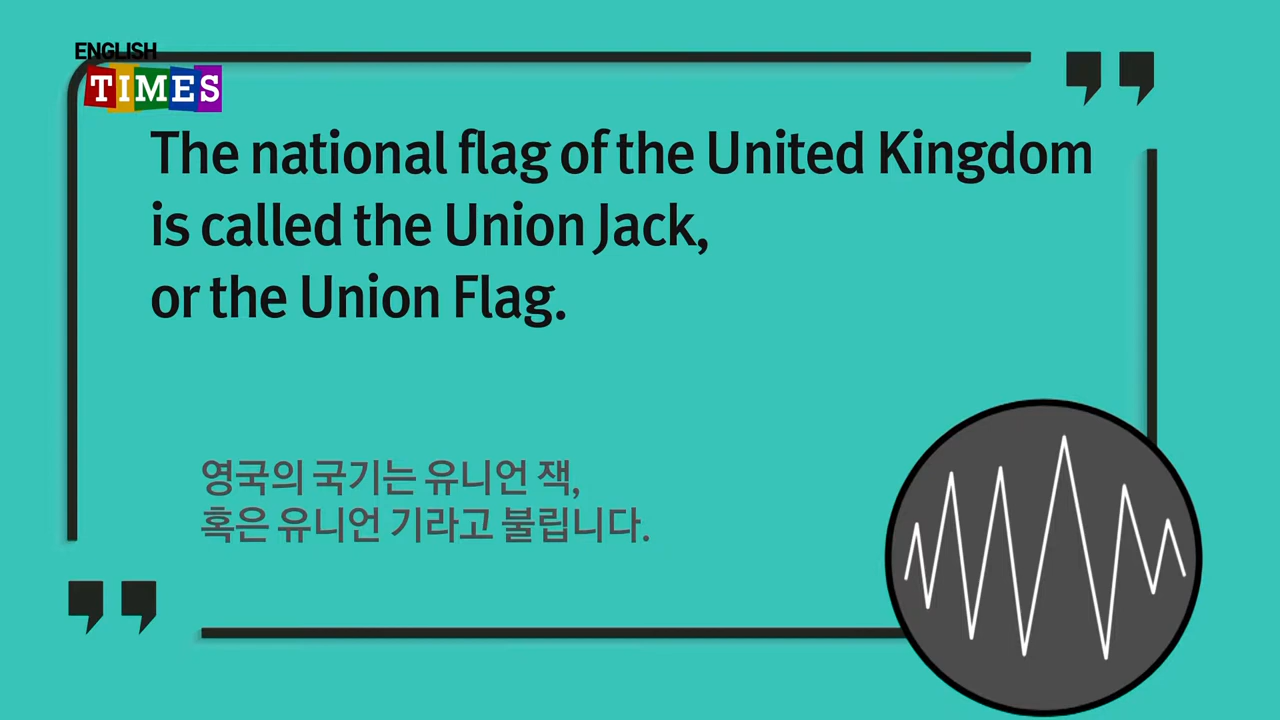 ENGLISH
TIMES
The national flag of the United Kingdom
is called the Union Jack,
or the Union Flag.
영국의 국기는 유니언 잭,
혹은 유니언 기라고 불립니다.